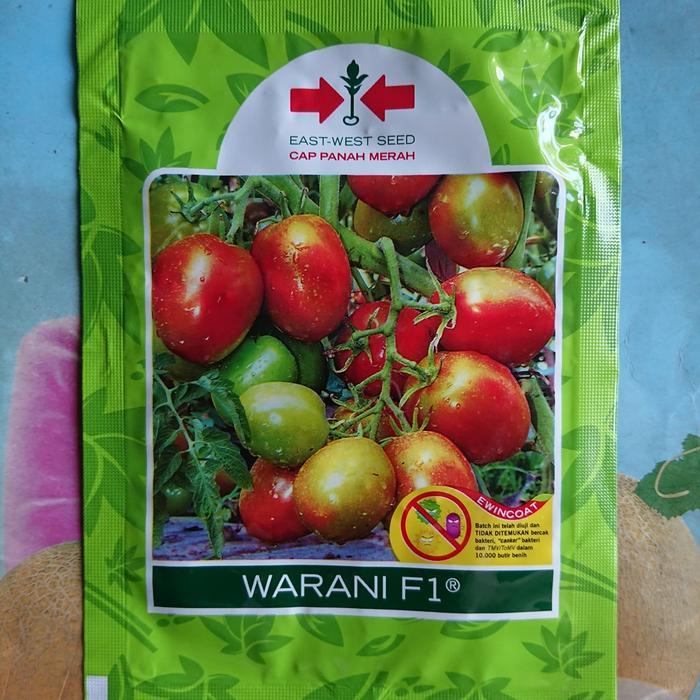 EAST-WEST SEED
CAP PANAH MERAH
EWINCOAT
Batch ini telah diuji dan
TIDAK DITEMUKAN bercak
bakteri, "canker" bakteri
dan TMV/ToMV dalam
10.000 butir benih
WARANI F1®